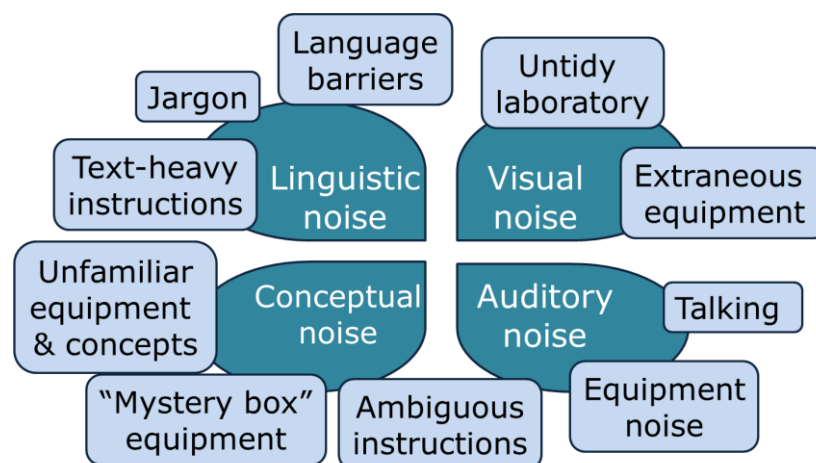 Language
barriers
Jargon
Text-heavy
instructions
Linguistic
noise
Untidy
laboratory
Visual
noise
Extraneous
equipment
Unfamiliar
equipment
& concepts
Conceptual
noise
“Mystery box”
equipment
Ambiguous
instructions
Auditory
noise
Talking
Equipment
noise